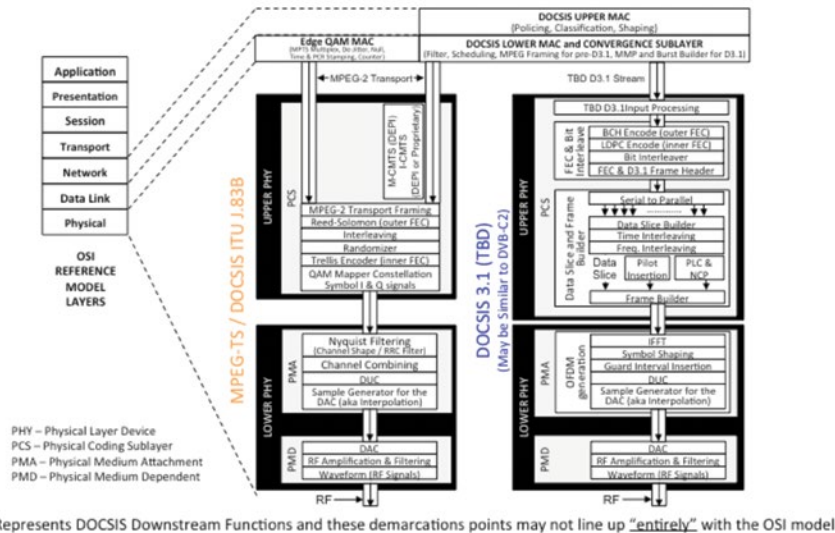 DOCSIS UPPER MAC
(Policing, Classification, Shaping)
Edge QAM MAC
(MPTS Multiplex, De Jitter, Null,
Time & PCR Stamping, Counter)
DOCSIS LOWER MAC and CONVERGENCE SUBLAYER
(Filter, Scheduling, MPEG Framing for pre-D3.1, MMP and Burst Builder for D3.1)
Application
Presentation
Session
Transport
Network
Data Link
Physical
OSI
REFERENCE
MODEL
LAYERS
PHY – Physical Layer Device
PCS – Physical Coding Sublayer
PMA – Physical Medium Attachment
PMD – Physical Medium Dependent
MPEG-TS / DOCSIS ITU J.83B
MPEG-2 Transport
UPPER PHY
PCS
M-CMTS (DEPI)
I-CMTS
(DEPI or Proprietary)
MPEG-2 Transport Framing
Reed-Solomon (outer FEC)
Interleaving
Randomizer
Trellis Encoder (inner FEC)
QAM Mapper Constellation
Symbol I & Q signals
LOWER PHY
PMA
Nyquist Filtering
(Channel Shape / RRC Filter)
Channel Combining
DUC
Sample Generator for the
DAC (aka Interpolation)
PMD
DAC
RF Amplification & Filtering
Waveform (RF Signals)
RF
DOCSIS 3.1 (TBD)
(May be Similar to DVB-C2)
TBD D3.1 Stream
UPPER PHY
PCS
TBD D3.1Input Processing
FEC & Bit
Interleave
BCH Encode (outer FEC)
LDPC Encode (inner FEC)
Bit Interleaver
FEC & D3.1 Frame Header
Data Slice and Frame
Builder
Serial to Parallel
Data Slice Builder
Time Interleaving
Freq. Interleaving
Data
Slice
Pilot
Insertion
PLC &
NCP
Frame Builder
LOWER PHY
PMA
OFDM
generation
IFFT
Symbol Shaping
Guard Interval Insertion
DUC
Sample Generator for the
DAC (aka Interpolation)
PMD
DAC
RF Amplification & Filtering
Waveform (RF Signals)
RF
Represents DOCSIS Downstream Functions and these demarcations points may not line up "entirely" with the OSI model